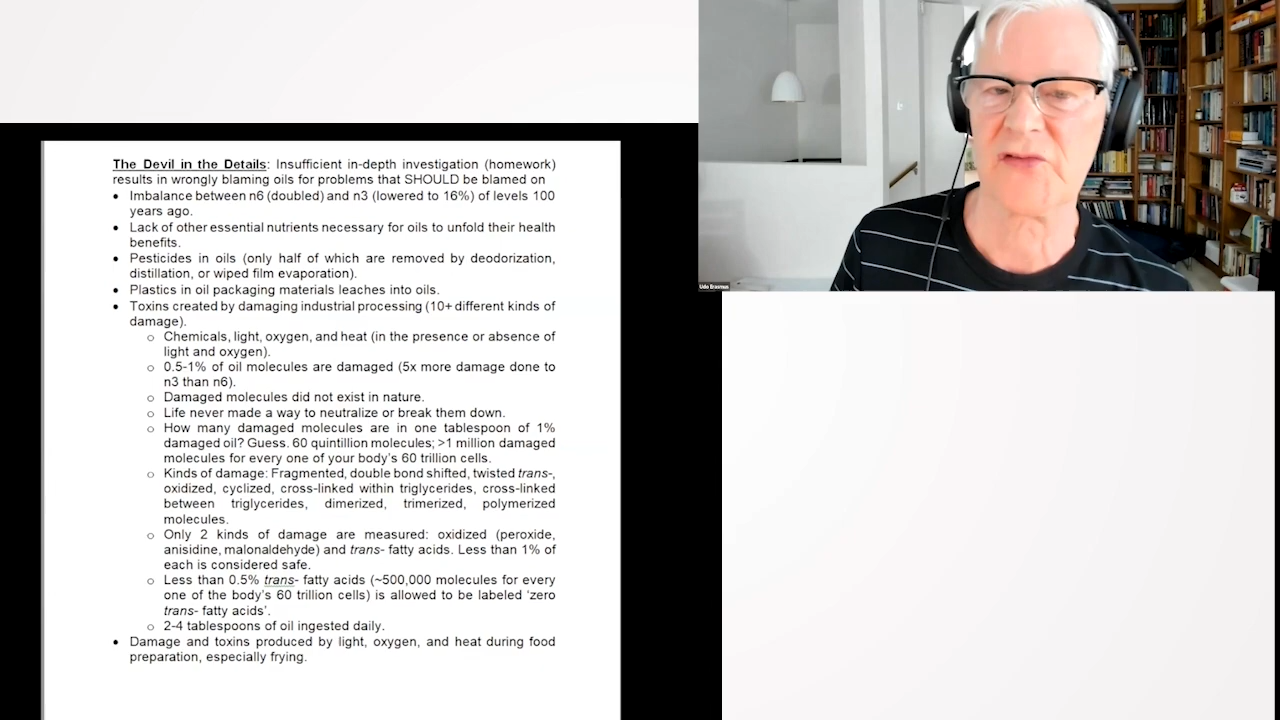 The Devil in the Details: Insufficient in-depth investigation (homework)
results in wrongly blaming oils for problems that SHOULD be blamed on
• Imbalance between n6 (doubled) and n3 (lowered to 16%) of levels 100
years ago.
• Lack of other essential nutrients necessary for oils to unfold their health
benefits.
• Pesticides in oils (only half of which are removed by deodorization,
distillation, or wiped film evaporation).
• Plastics in oil packaging materials leaches into oils.
• Toxins created by damaging industrial processing (10+ different kinds of
damage).
o Chemicals, light, oxygen, and heat (in the presence or absence of
light and oxygen).
o 0.5-1% of oil molecules are damaged (5x more damage done to
n3 than n6).
o Damaged molecules did not exist in nature.
o Life never made a way to neutralize or break them down.
o How many damaged molecules are in one tablespoon of 1%
damaged oil? Guess. 60 quintillion molecules; >1 million damaged
molecules for every one of your body's 60 trillion cells.
o Kinds of damage: Fragmented, double bond shifted, twisted trans-,
oxidized, cyclized, cross-linked within triglycerides, cross-linked
between triglycerides, dimerized, trimerized, polymerized
molecules.
o Only 2 kinds of damage are measured: oxidized (peroxide,
anisidine, malonaldehyde) and trans- fatty acids. Less than 1% of
each is considered safe.
o Less than 0.5% trans- fatty acids (~500,000 molecules for every
one of the body's 60 trillion cells) is allowed to be labeled 'zero
trans- fatty acids'.
o 2-4 tablespoons of oil ingested daily.
• Damage and toxins produced by light, oxygen, and heat during food
preparation, especially frying.
Udo Erasmus